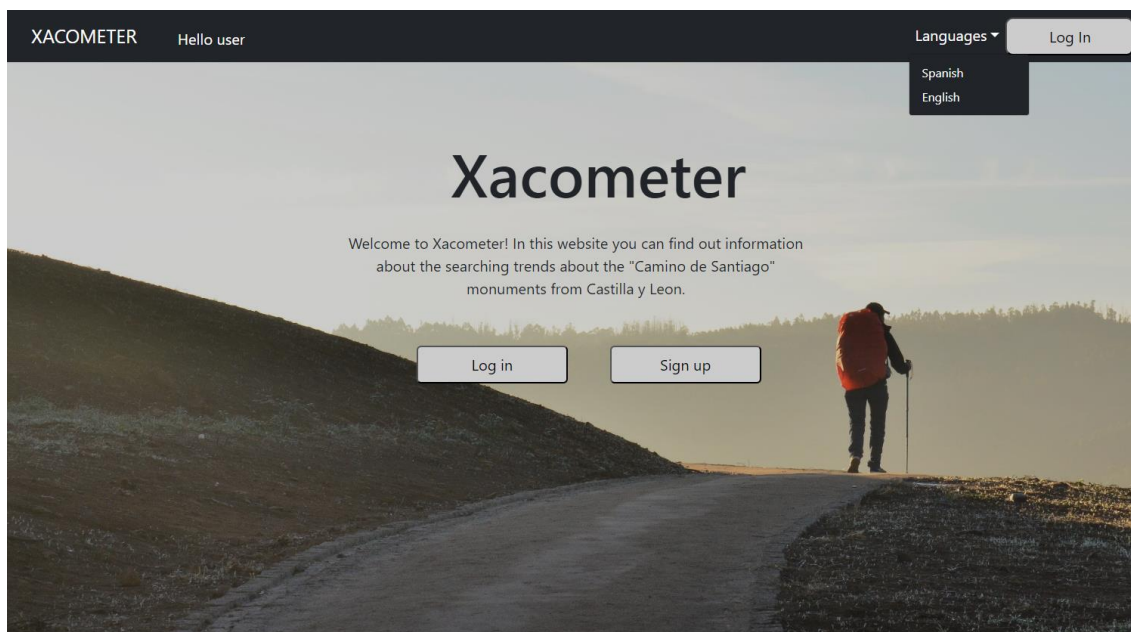 XACOMETER
Hello user
Languages
Log In
Spanish
English
Xacometer
Welcome to Xacometer! In this website you can find out information
about the searching trends about the "Camino de Santiago"
monuments from Castilla y Leon.
Log in
Sign up